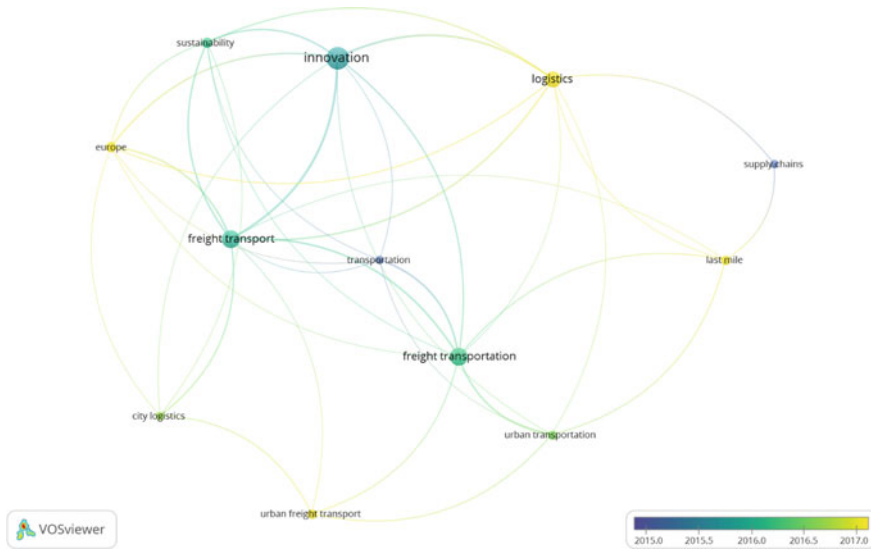 sustainability
innovation
logistics
europe
supply chains
freight transport
transportation
last mile
freight transportation
city logistics
urban transportation
urban freight transport
VOSviewer
2015.0 2015.5 2016.0 2016.5 2017.0